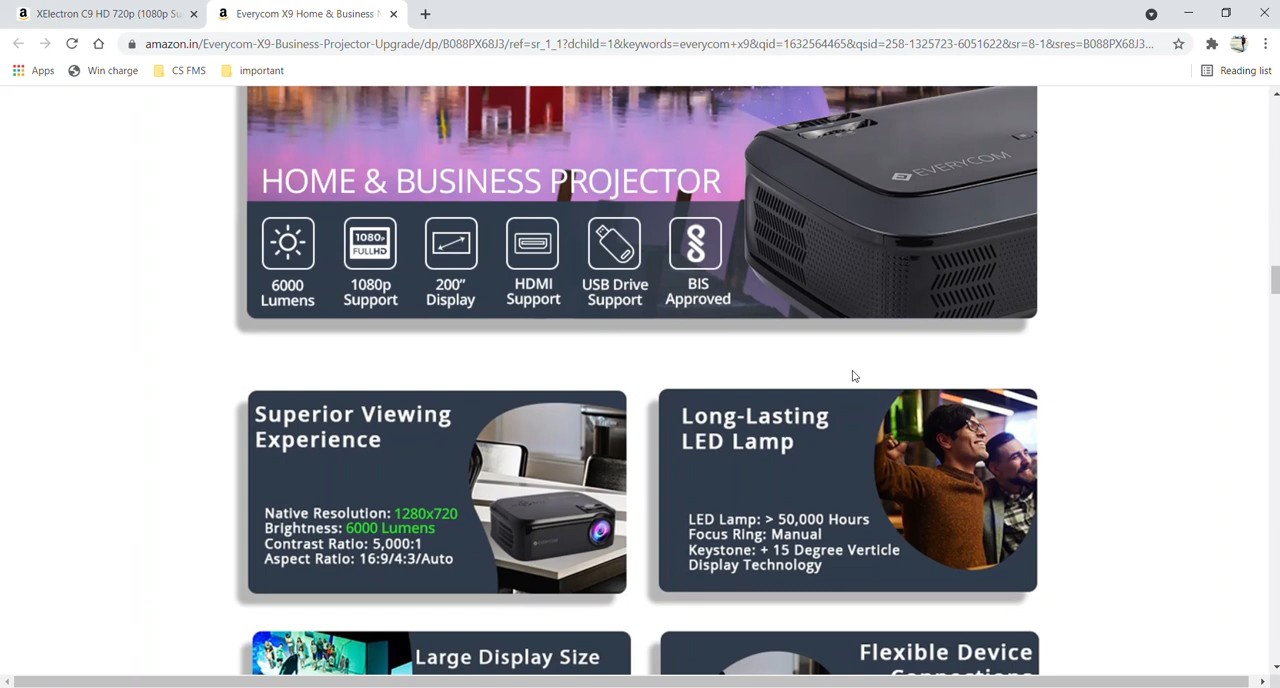 XElectron C9 HD 720p (1080p Su
Everycom X9 Home & Business
amazon.in/Everycom-X9-Business-Projector-Upgrade/dp/B088PX68J3/ref=sr_1_1?dchild=1&keywords=everycom+x9&qid=1632564465&qsid=258-1325723-6051622&sr=8-1&sres=B088PX68J3...
Apps
Win charge
CS FMS
important
Reading list
EVERYCOM
HOME & BUSINESS PROJECTOR
1080p
FULLHD
6000
Lumens
1080p
Support
200”
Display
HDMI
Support
USB Drive
Support
BIS
Approved
Superior Viewing
Experience
Native Resolution: 1280x720
Brightness: 6000 Lumens
Contrast Ratio: 5,000:1
Aspect Ratio: 16:9/4:3/Auto
Long-Lasting
LED Lamp
LED Lamp: > 50,000 Hours
Focus Ring: Manual
Keystone: + 15 Degree Verticle
Display Technology
Large Display Size
Flexible Device